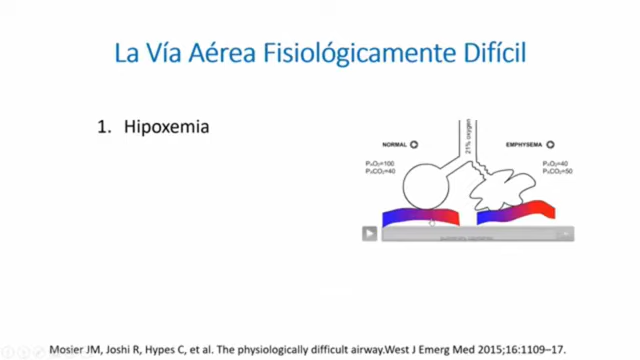 La Vía Aérea Fisiológicamente Difícil
1. Hipoxemia
21% oxygen
NORMAL
EMPHYSEMA
PAO2=100
PACO2=40
PAO2=40
PACO2=50
Mosier JM, Joshi R, Hypes C, et al. The physiologically difficult airway.West J Emerg Med 2015;16:1109–17.